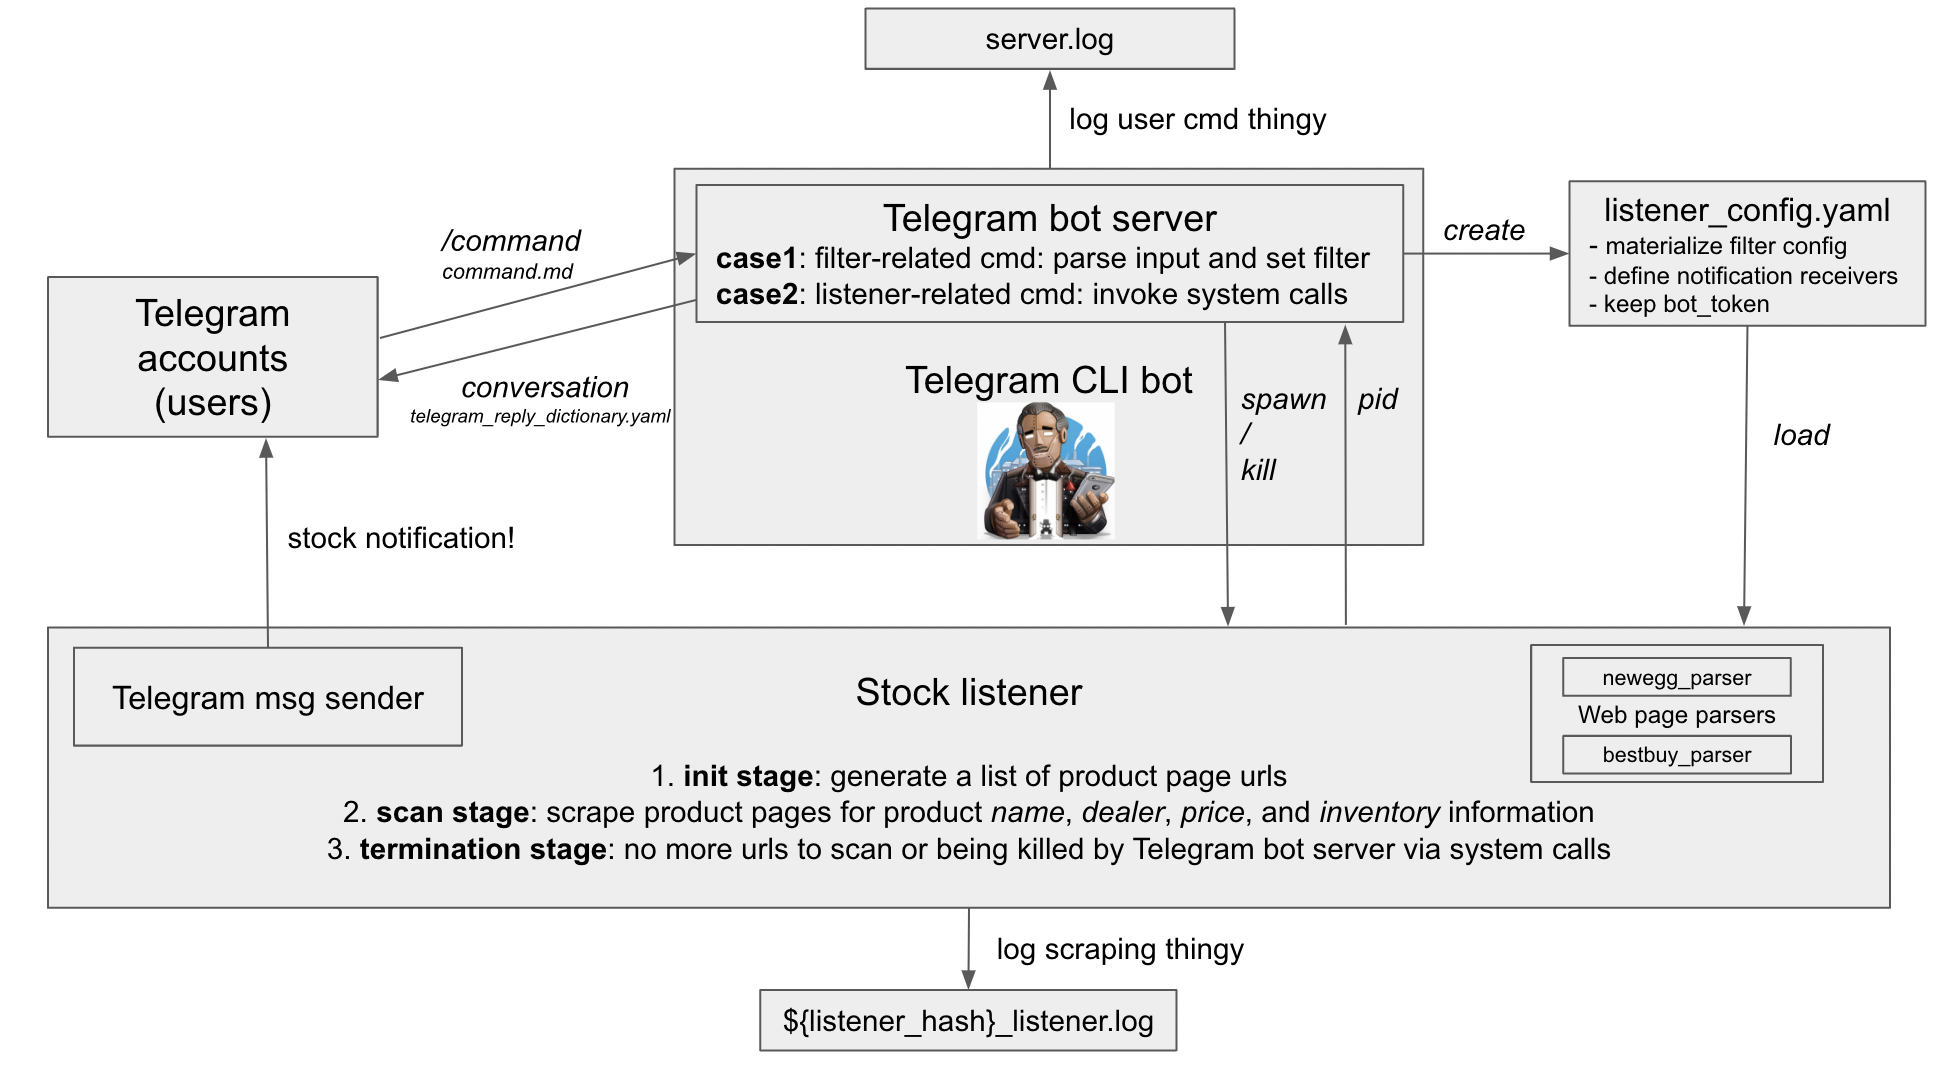 server.log
log user cmd thingy
Telegram bot server
case1: filter-related cmd: parse input and set filter
case2: listener-related cmd: invoke system calls
create
listener_config.yaml
- materialize filter config
- define notification receivers
- keep bot_token
/command
command.md
Telegram
accounts
(users)
conversation
telegram_reply_dictionary.yaml
Telegram CLI bot
spawn
/
kill
pid
load
stock notification!
Telegram msg sender
Stock listener
newegg_parser
Web page parsers
bestbuy_parser
1. init stage: generate a list of product page urls
2. scan stage: scrape product pages for product name, dealer, price, and inventory information
3. termination stage: no more urls to scan or being killed by Telegram bot server via system calls
log scraping thingy
${listener_hash}_listener.log